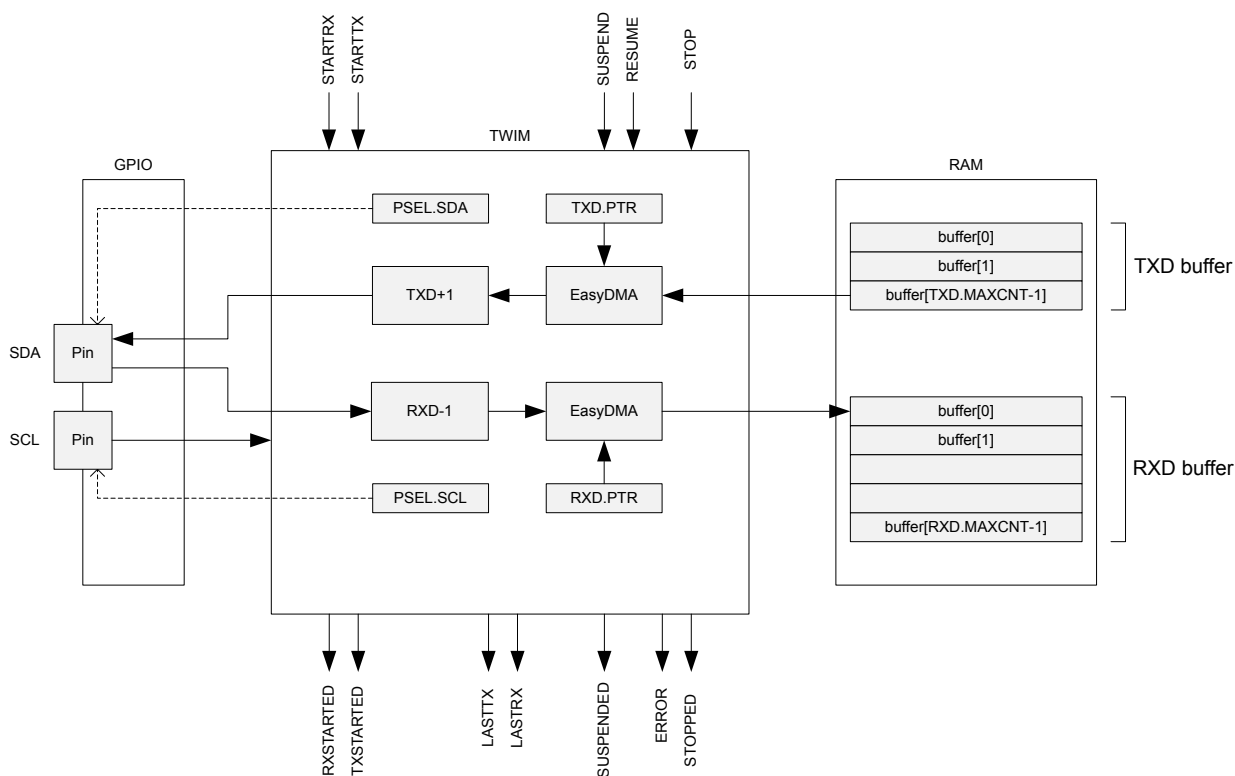 STARTRX
STARTTX
SUSPEND
RESUME
STOP
TWIM
GPIO
RAM
PSEL.SDA
TXD.PTR
buffer[0]
buffer[1]
buffer[TXD.MAXCNT-1]
TXD buffer
TXD+1
EasyDMA
SDA
Pin
RXD-1
EasyDMA
buffer[0]
buffer[1]
buffer[RXD.MAXCNT-1]
RXD buffer
SCL
Pin
PSEL.SCL
RXD.PTR
RXSTARTED
TXSTARTED
LASTTX
LASTRX
SUSPENDED
ERROR
STOPPED